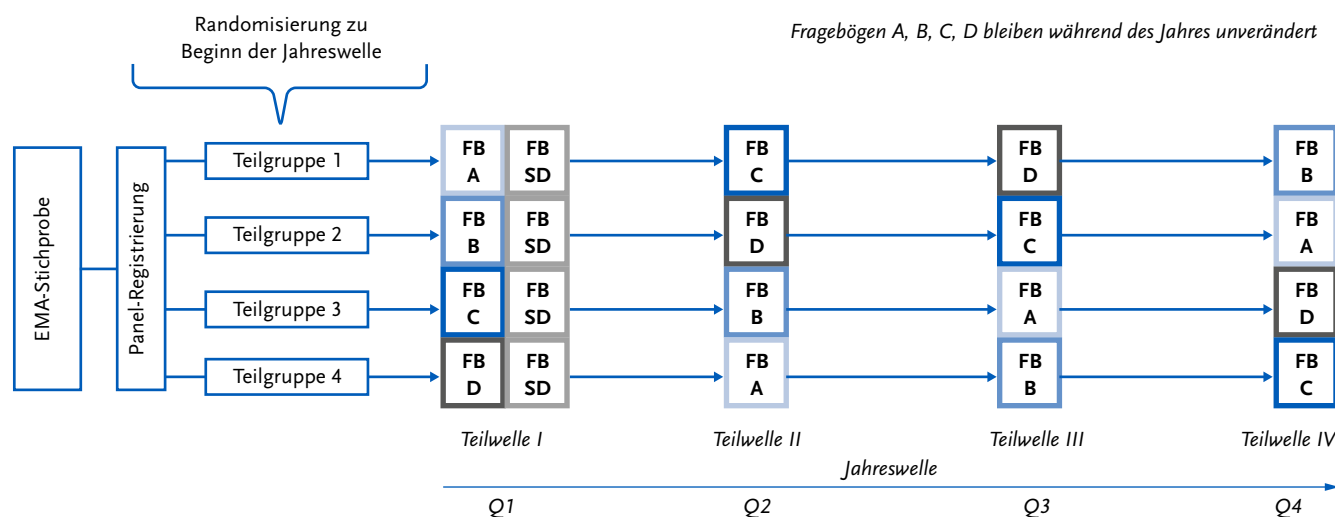 Randomisierung zu
Beginn der Jahreswelle
Fragebögen A, B, C, D bleiben während des Jahres unverändert
EMA-Stichprobe
Panel-Registrierung
Teilgruppe 1
FB
A
FB
SD
FB
C
FB
D
FB
B
Teilgruppe 2
FB
B
FB
SD
FB
D
FB
C
FB
A
Teilgruppe 3
FB
C
FB
SD
FB
B
FB
A
FB
D
Teilgruppe 4
FB
D
FB
SD
FB
A
FB
B
FB
C
Teilwelle I
Teilwelle II
Teilwelle III
Teilwelle IV
Jahreswelle
Q1
Q2
Q3
Q4